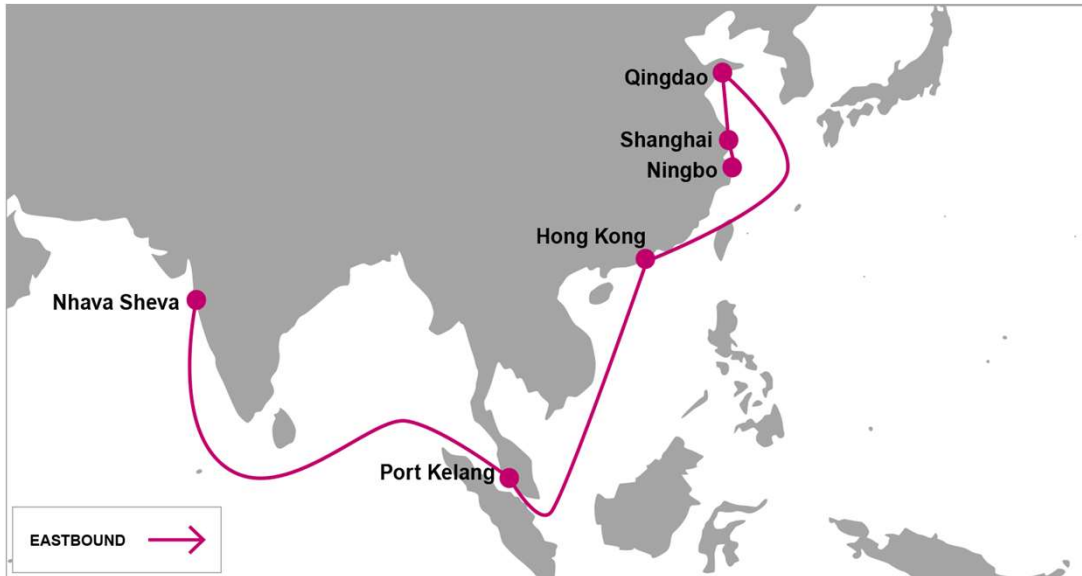 Qingdao
Shanghai
Ningbo
Hong Kong
Nhava Sheva
Port Kelang
EASTBOUND